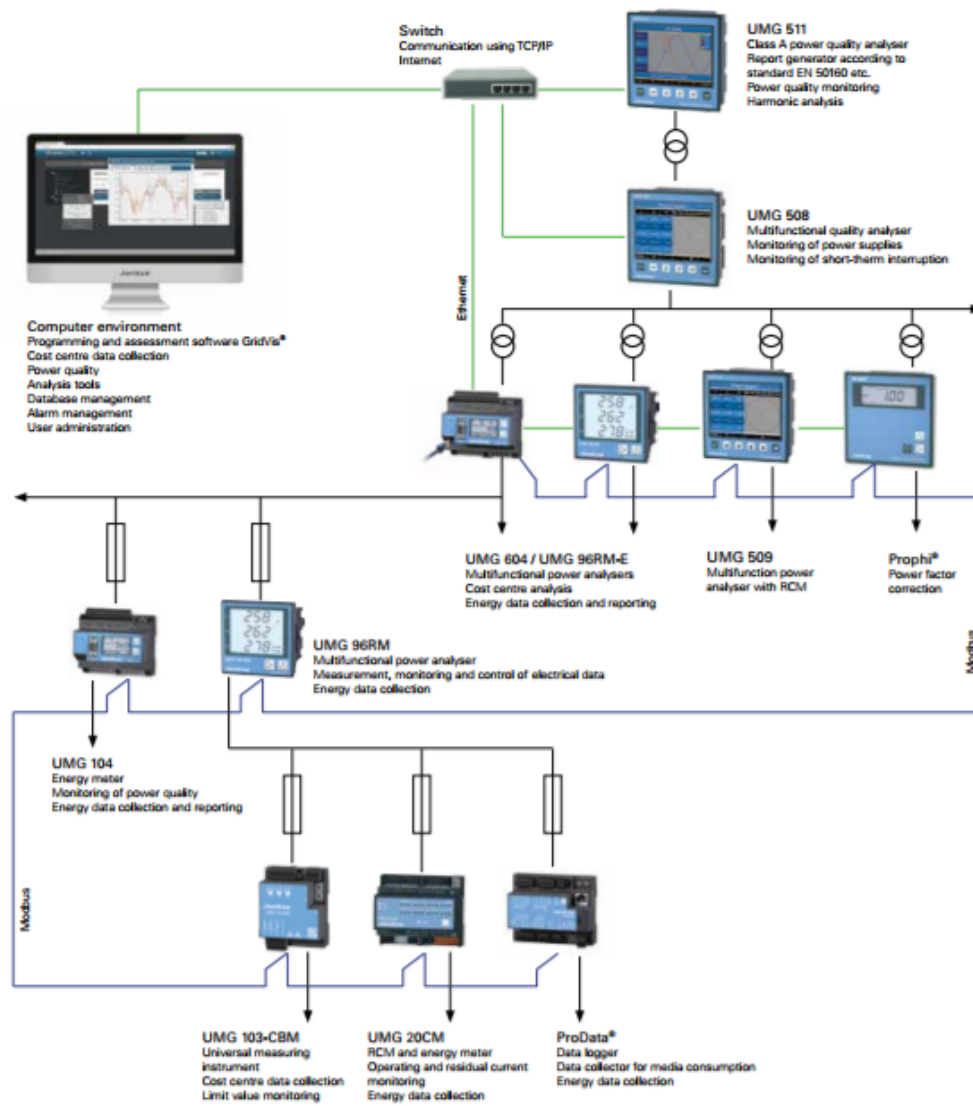 Switch
Communication using TCP/IP
Internet
UMG 511
Class A power quality analyser
Report generator according to
standard EN 50160 etc.
Power quality monitoring
Harmonic analysis
UMG 508
Multifunctional quality analyser
Monitoring of power supplies
Monitoring of short-therm interruption
Janitza
Ethernet
Computer environment
Programming and assessment software GridVis®
Cost centre data collection
Power quality
Analysis tools
Database management
Alarm management
User administration
258
262
278
UMG 604 / UMG 96RM-E
Multifunctional power analysers
Cost centre analysis
Energy data collection and reporting
UMG 509
Multifunction power
analyser with RCM
Prophi®
Power factor
correction
Modbus
258
262
278
UMG 96RM
Multifunctional power analyser
Measurement, monitoring and control of electrical data
Energy data collection
UMG 104
Energy meter
Monitoring of power quality
Energy data collection and reporting
Modbus
UMG 103-CBM
Universal measuring
instrument
Cost centre data collection
Limit value monitoring
UMG 20CM
RCM and energy meter
Operating and residual current
monitoring
Energy data collection
ProData®
Data logger
Data collector for media consumption
Energy data collection